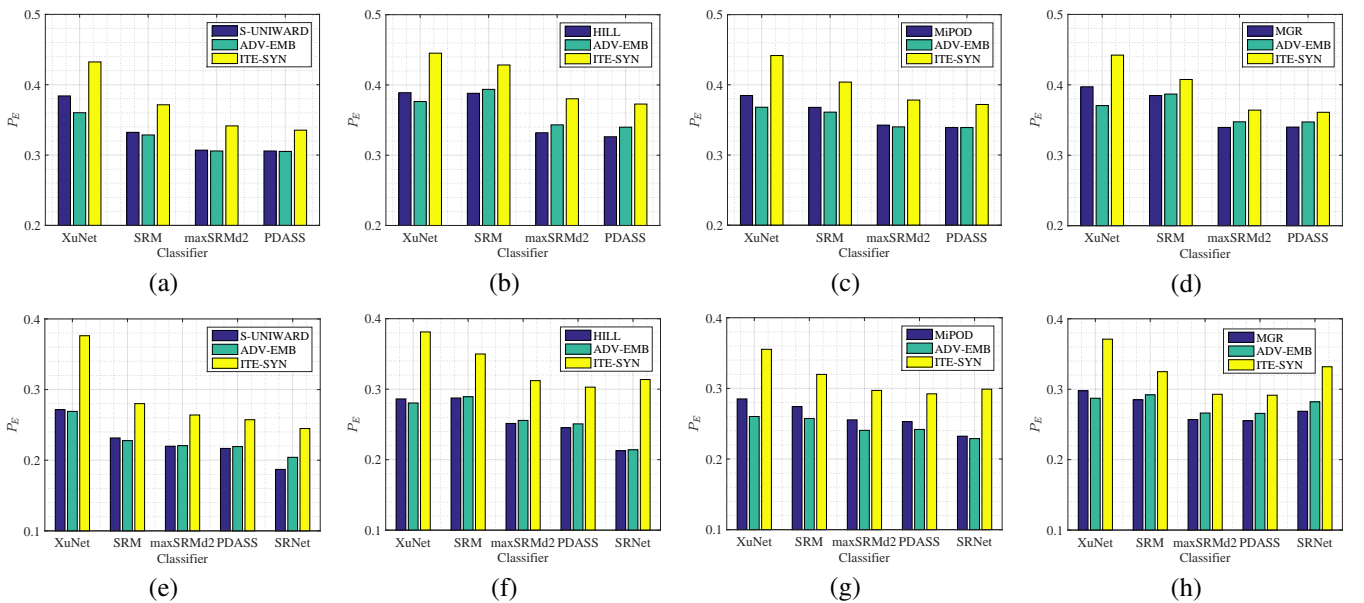 0.5
0.4
0.3
0.2
P_E
S-UNIWARD
ADV-EMB
ITE-SYN
XuNet SRM maxSRMd2 PDASS
Classifier
(a)
0.5
0.4
0.3
0.2
P_E
HILL
ADV-EMB
ITE-SYN
XuNet SRM maxSRMd2 PDASS
Classifier
(b)
0.5
0.4
0.3
0.2
P_E
MiPOD
ADV-EMB
ITE-SYN
XuNet SRM maxSRMd2 PDASS
Classifier
(c)
0.5
0.4
0.3
0.2
P_E
MGR
ADV-EMB
ITE-SYN
XuNet SRM maxSRMd2 PDASS
Classifier
(d)
0.4
0.3
0.2
0.1
P_E
S-UNIWARD
ADV-EMB
ITE-SYN
XuNet SRM maxSRMd2 PDASS SRNet
Classifier
(e)
0.4
0.3
0.2
0.1
P_E
HILL
ADV-EMB
ITE-SYN
XuNet SRM maxSRMd2 PDASS SRNet
Classifier
(f)
0.4
0.3
0.2
0.1
P_E
MiPOD
ADV-EMB
ITE-SYN
XuNet SRM maxSRMd2 PDASS SRNet
Classifier
(g)
0.4
0.3
0.2
0.1
P_E
MGR
ADV-EMB
ITE-SYN
XuNet SRM maxSRMd2 PDASS SRNet
Classifier
(h)